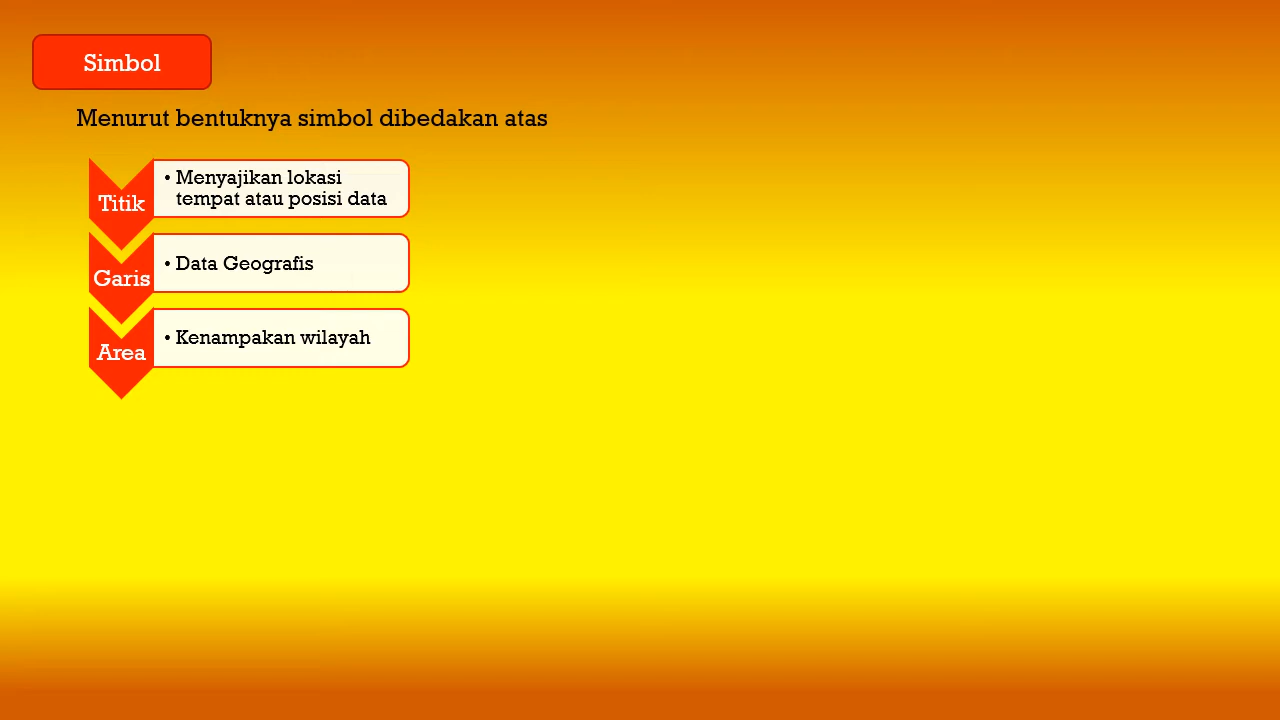 Simbol
Menurut bentuknya simbol dibedakan atas
Titik
• Menyajikan lokasi
tempat atau posisi data
Garis
• Data Geografis
Area
• Kenampakan wilayah